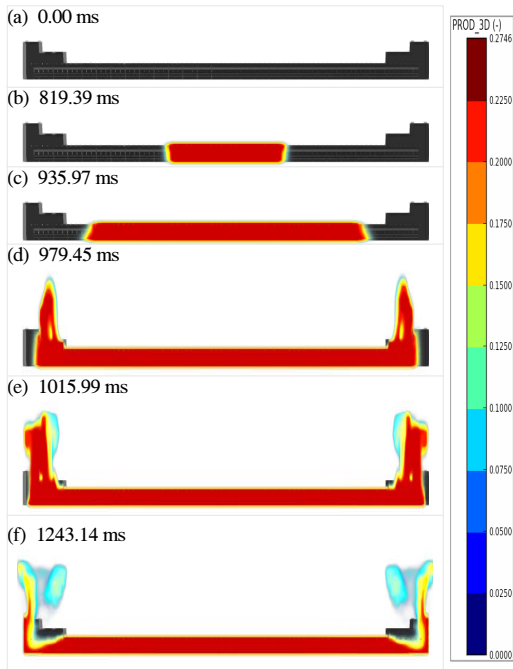 (a) 0.00 ms
PROD_3D (-)
0.2746
0.2250
0.2000
0.1750
0.1500
0.1250
0.1000
0.0750
0.0500
0.0250
0.0000
(b) 819.39 ms
(c) 935.97 ms
(d) 979.45 ms
(e) 1015.99 ms
(f) 1243.14 ms